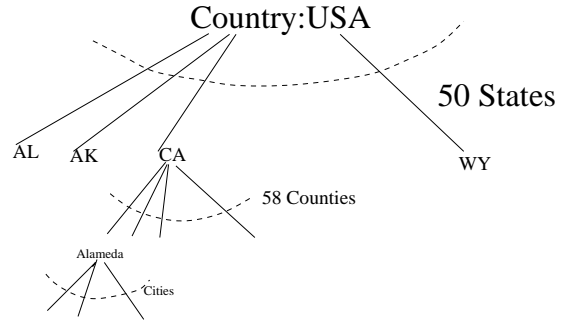 Country:USA
50 States
AL
AK
CA
WY
58 Counties
Alameda
Cities